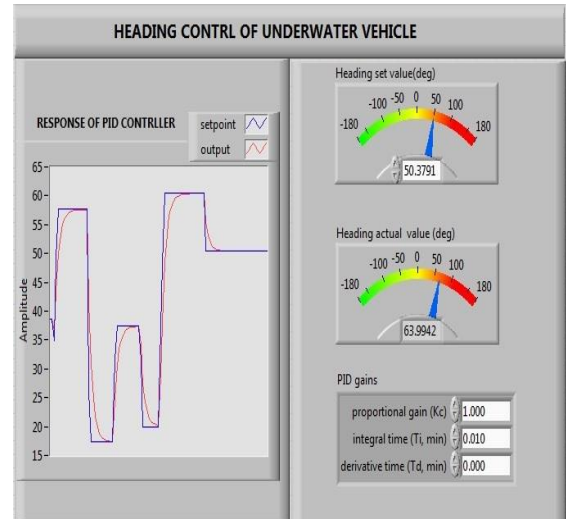 HEADING CONTRL OF UNDERWATER VEHICLE
RESPONSE OF PID CONTRLLER
setpoint
output
65-
60-
55-
50-
45-
40-
35-
30-
25-
20-
15-
Amplitude
Heading set value(deg)
-180 -100 -50 0 50 100 180
50.3791
Heading actual value (deg)
-180 -100 -50 0 50 100 180
63.9942
PID gains
proportional gain (Kc) 1.000
integral time (Ti, min) 0.010
derivative time (Td, min) 0.000